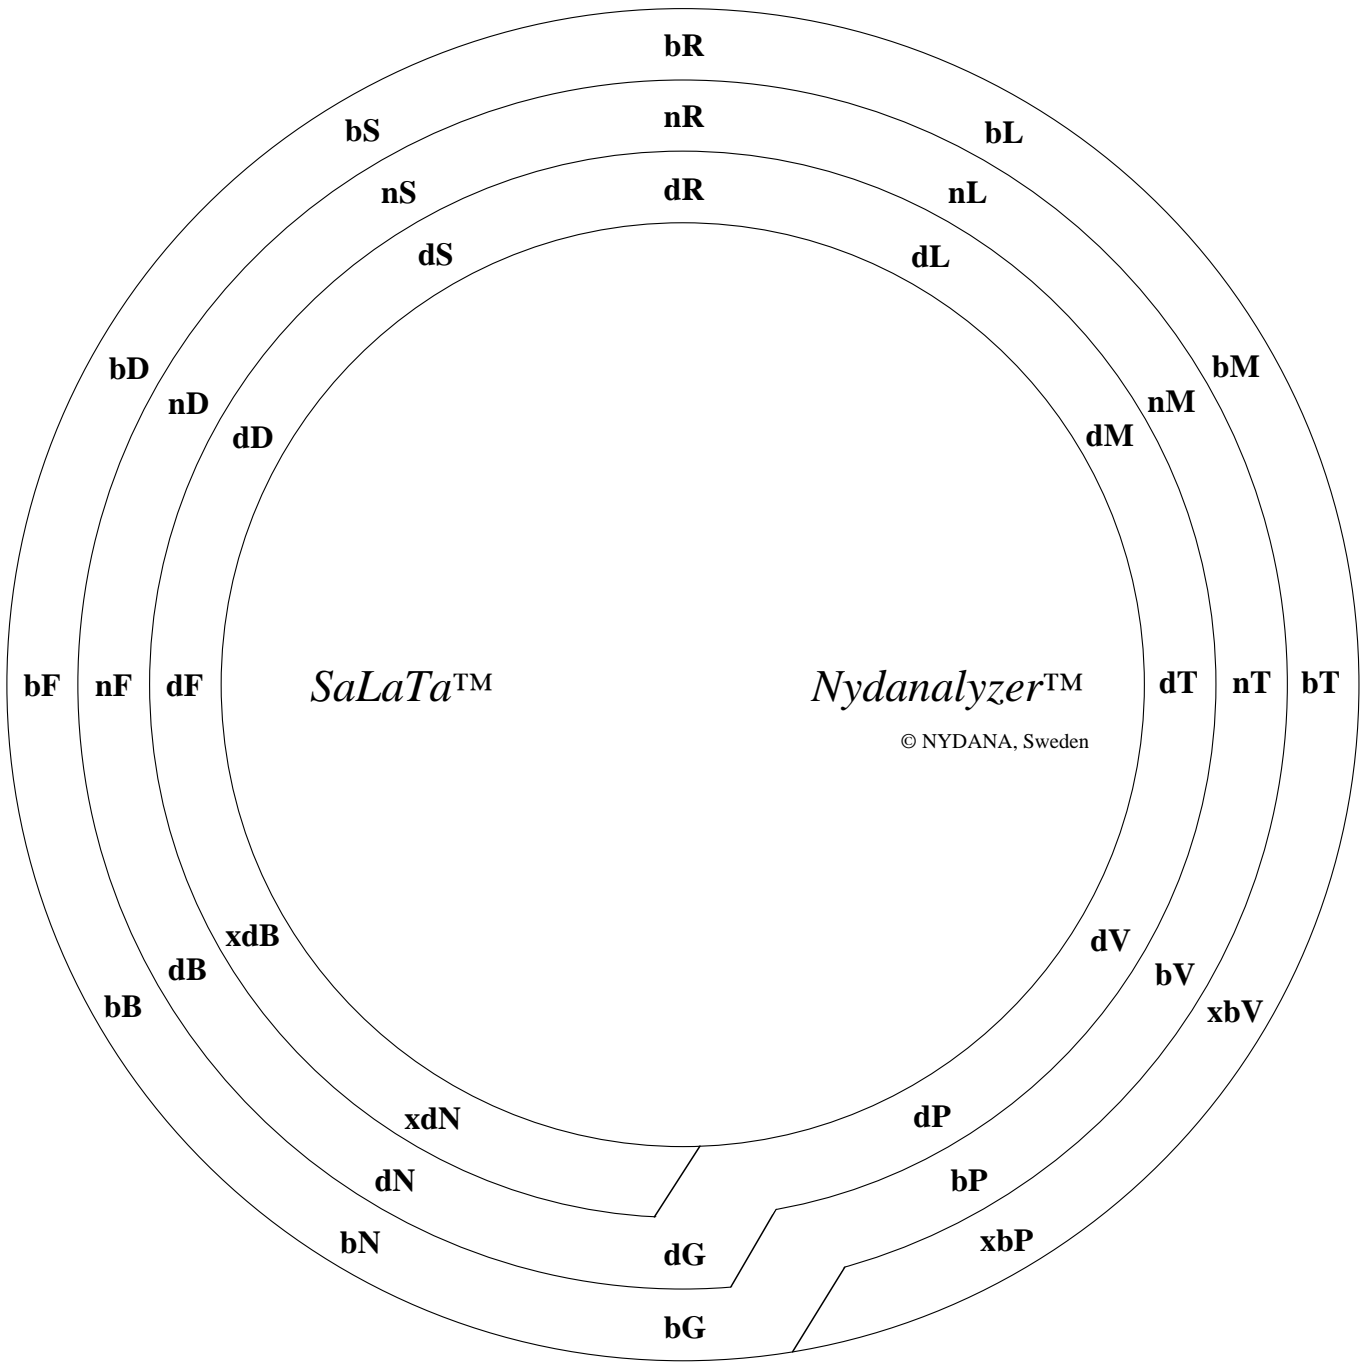 bR
bS
nR
bL
nS
dR
nL
dS
dL
bD
bM
nD
nM
dD
dM
bF nF dF SaLaTa™ Nydanalyzer™ dT nT bT
© NYDANA, Sweden
xdB
dV
dB
bV
bB
xbV
xdN
dP
dN
bP
bN
xbP
dG
bG